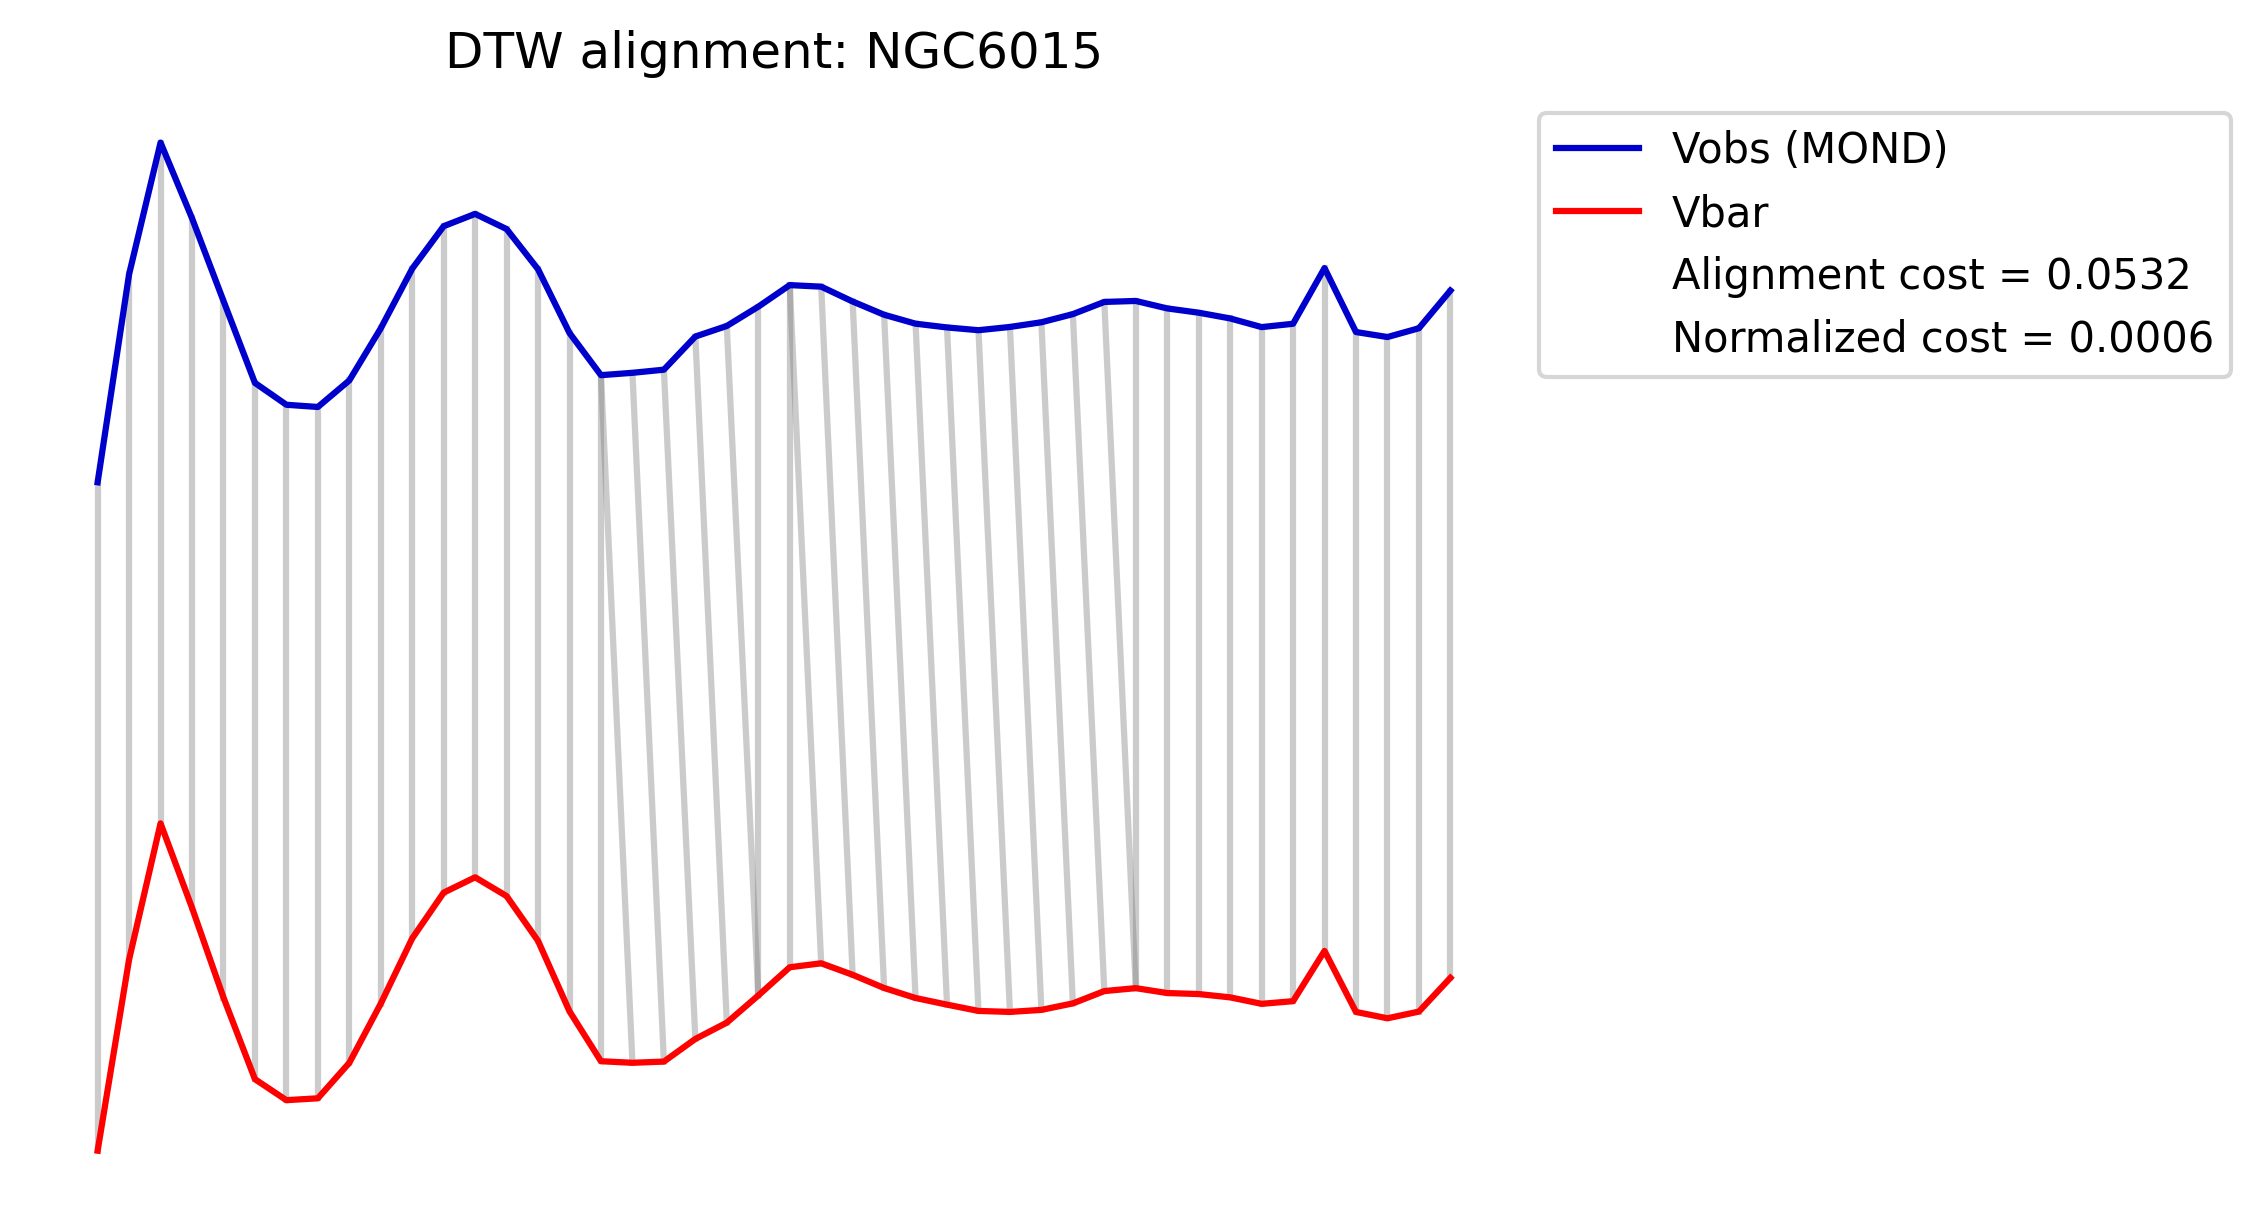 DTW alignment: NGC6015
Vobs (MOND)
Vbar
Alignment cost = 0.0532
Normalized cost = 0.0006